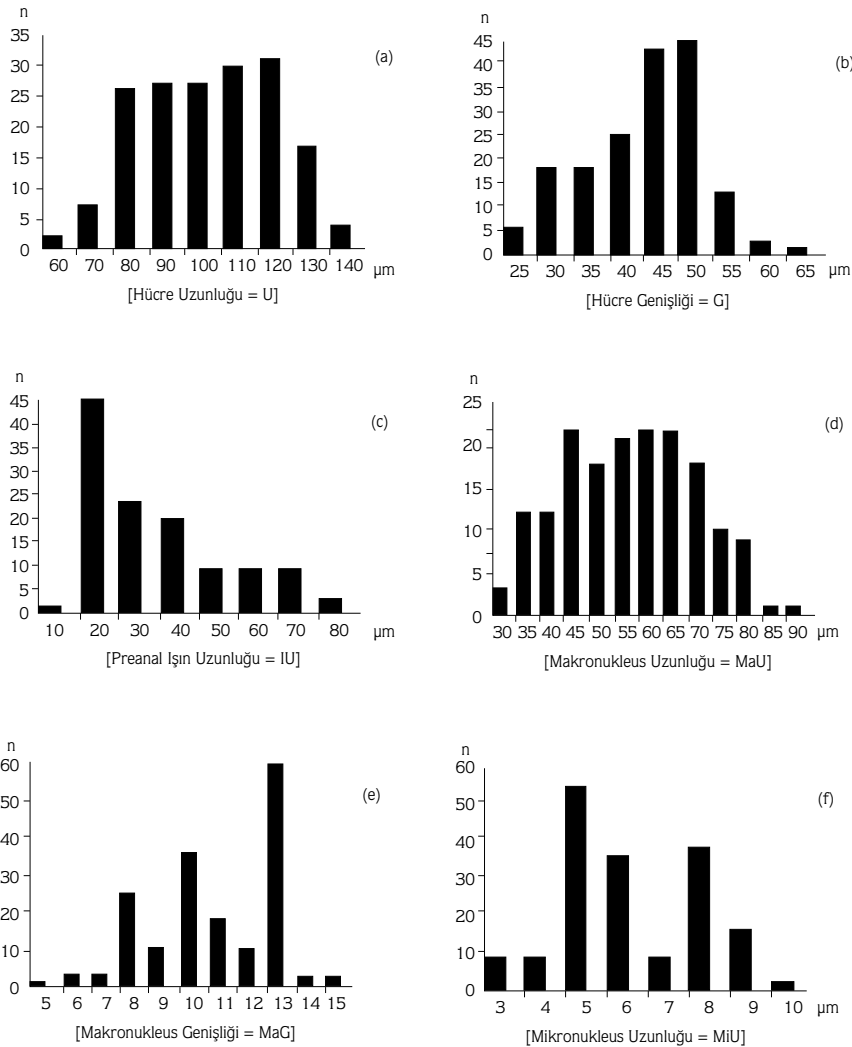 n
35
30
25
20
15
10
5
0
60 70 80 90 100 110 120 130 140 µm
[Hücre Uzunluğu = U]
(a)
n
45
40
35
30
25
20
15
10
5
0
25 30 35 40 45 50 55 60 65 µm
[Hücre Genişliği = G]
(b)
n
45
40
35
30
25
20
15
10
5
0
10 20 30 40 50 60 70 80 µm
[Preanal Işın Uzunluğu = IU]
(c)
n
25
20
15
10
5
0
30 35 40 45 50 55 60 65 70 75 80 85 90 µm
[Makronukleus Uzunluğu = MaU]
(d)
n
60
50
40
30
20
10
0
5 6 7 8 9 10 11 12 13 14 15
[Makronukleus Genişliği = MaG]
(e)
n
60
50
40
30
20
10
0
3 4 5 6 7 8 9 10 µm
[Mikronukleus Uzunluğu = MiU]
(f)